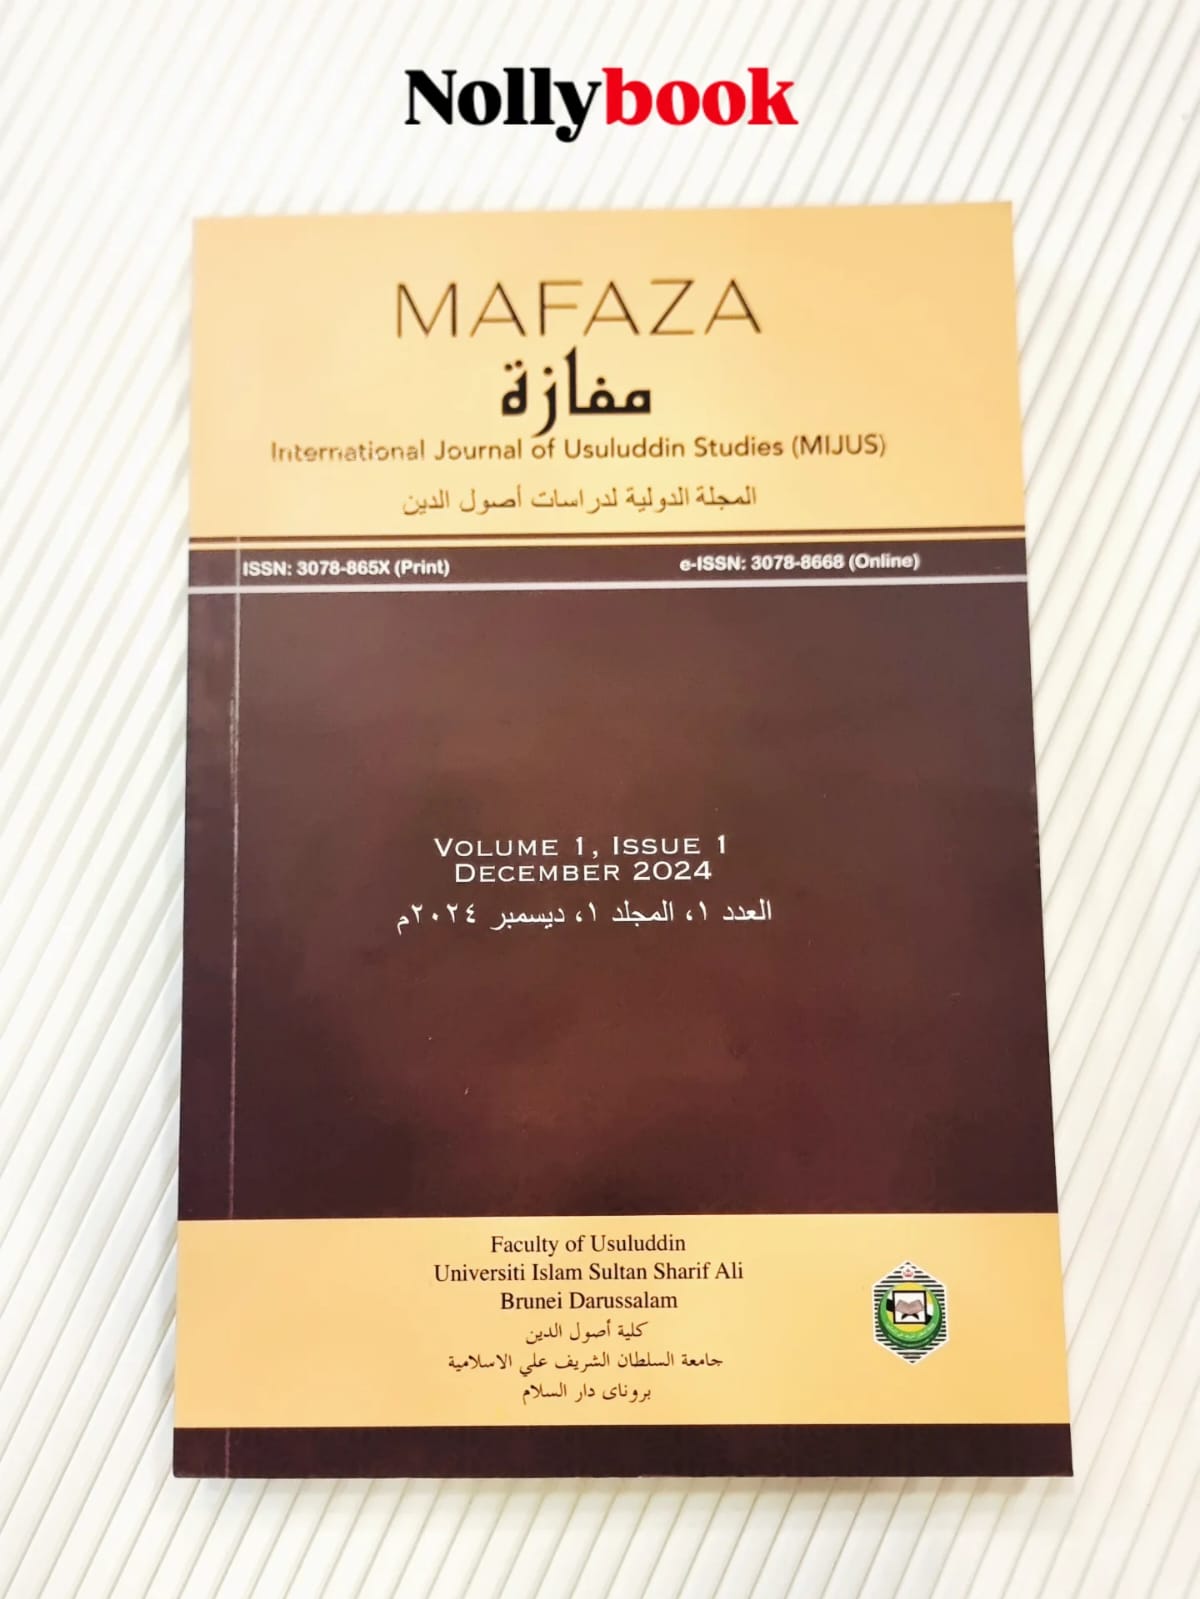 Nollybook
MAFAZA
مفازة
International Journal of Usuluddin Studies (MIJUS)
المجلة الدولية لدراسات أصول الدين
ISSN: 3078-865X (Print)
e-ISSN: 3078-8668 (Online)
VOLUME 1, ISSUE 1
DECEMBER 2024
العدد ١، المجلد ١، ديسمبر ٢٠٢٤م
Faculty of Usuluddin
Universiti Islam Sultan Sharif Ali
Brunei Darussalam
كلية أصول الدين
جامعة السلطان الشريف علي الاسلامية
بروناى دار السلام